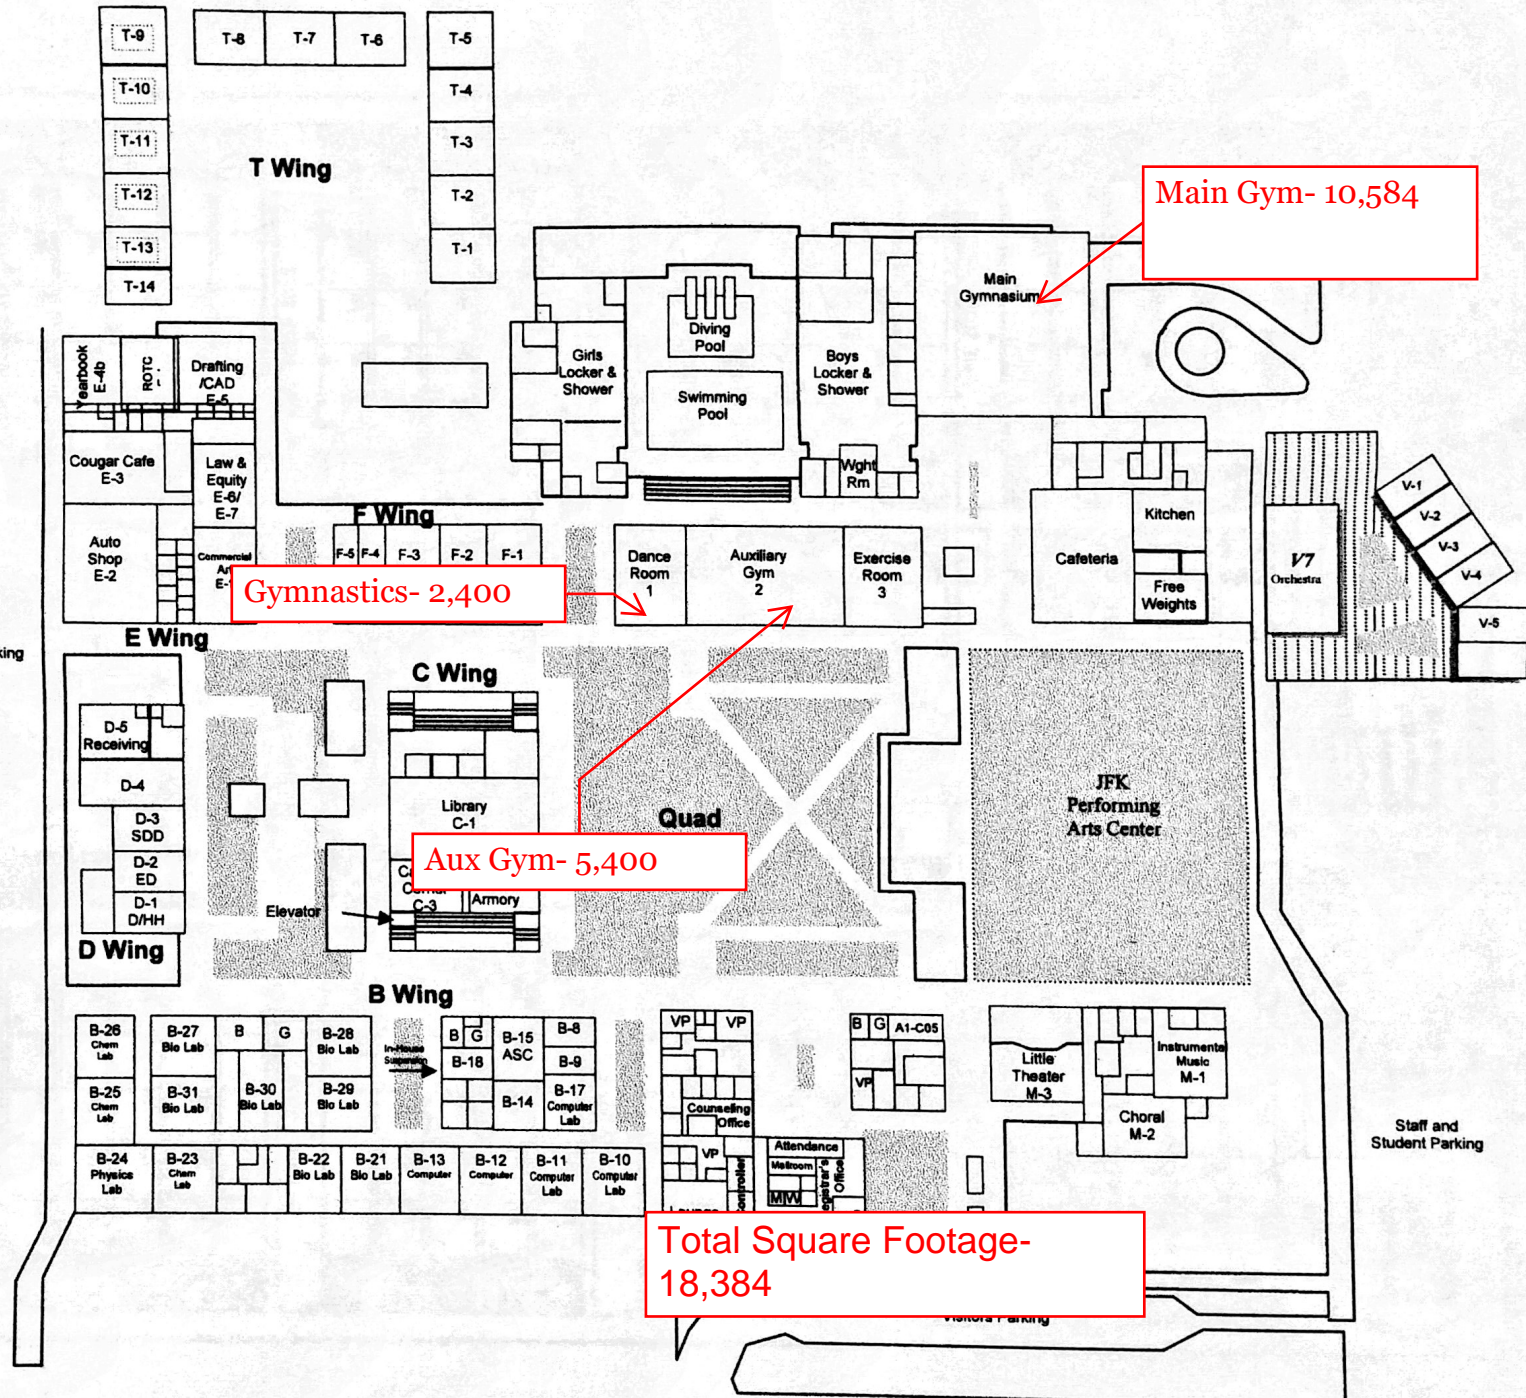 T-9
T-8
T-7
T-6
T-5
T-10
T-4
T-11
T-3
T Wing
T-12
T-2
T-13
T-1
T-14
Main Gym- 10,584
Main
Gymnasium
Diving
Pool
Swimming
Pool
Girls
Locker &
Shower
Boys
Locker &
Shower
Wght
Rm
Yearbook
E-4b
ROTC
Drafting
/CAD
E-5
Cougar Cafe
E-3
Law &
Equity
E-6/
E-7
Auto
Shop
E-2
Commercial
E Wing
F Wing
F-5
F-4
F-3
F-2
F-1
Gymnastics- 2,400
Dance
Room
1
Auxiliary
Gym
2
Exercise
Room
3
Cafeteria
Kitchen
Free
Weights
V7
Orchestra
V-1
V-2
V-3
V-4
V-5
C Wing
D-5
Receiving
D-4
D-3
SDD
D-2
ED
D-1
D/HH
D Wing
Library
C-1
Aux Gym- 5,400
C-3
Armory
Elevator
Quad
JFK
Performing
Arts Center
B Wing
B-26
Chem
Lab
B-27
Bio Lab
B
G
B-28
Bio Lab
In-House
Suspension
B
G
B-15
ASC
B-8
B-18
B-9
B-25
Chem
Lab
B-31
Bio Lab
B-30
Bio Lab
B-29
Bio Lab
B-14
B-17
Computer
Lab
B-24
Physics
Lab
B-23
Chem
Lab
B-22
Bio Lab
B-21
Bio Lab
B-13
Computer
B-12
Computer
B-11
Computer
Lab
B-10
Computer
Lab
VP
VP
Counseling
Office
VP
Attendance
Mailroom
M
W
Office
B
G
A1-C05
VP
Little
Theater
M-3
Instrumental
Music
M-1
Choral
M-2
Staff and
Student Parking
Total Square Footage-
18,384
Visitors Parking